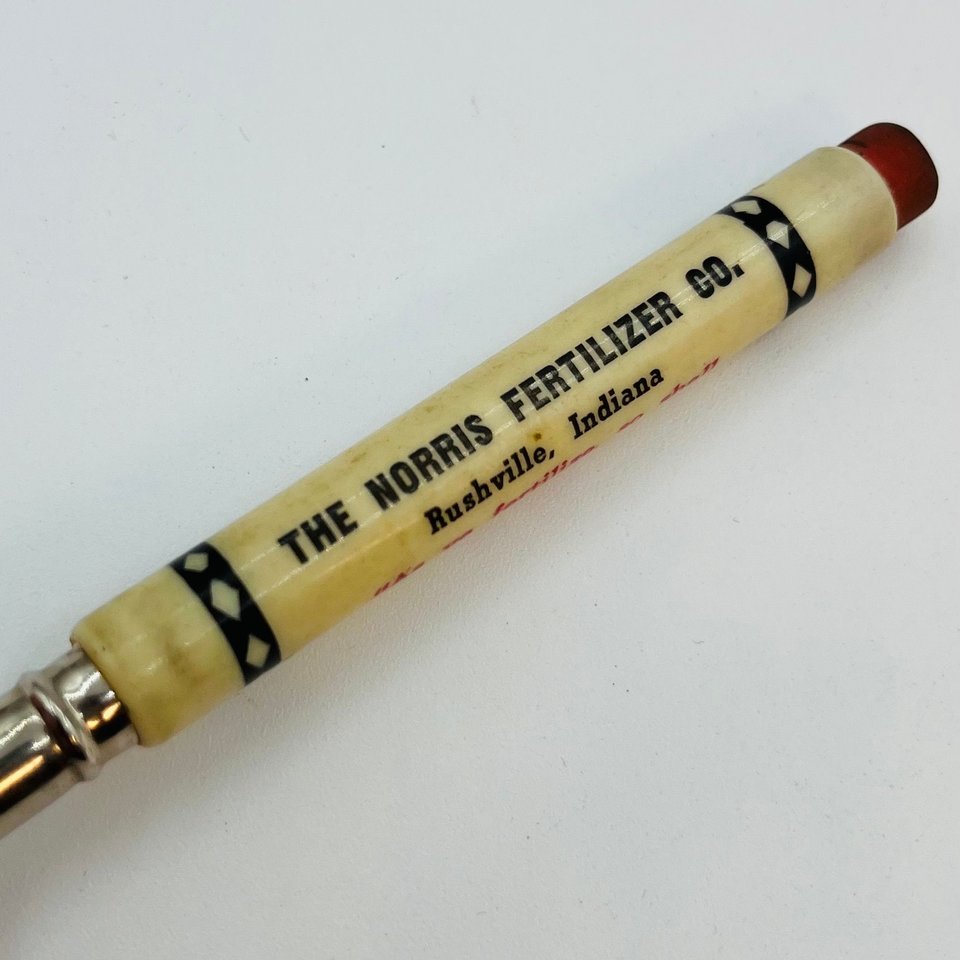 THE NORRIS FERTILIZER CO.
Rushville, Indiana